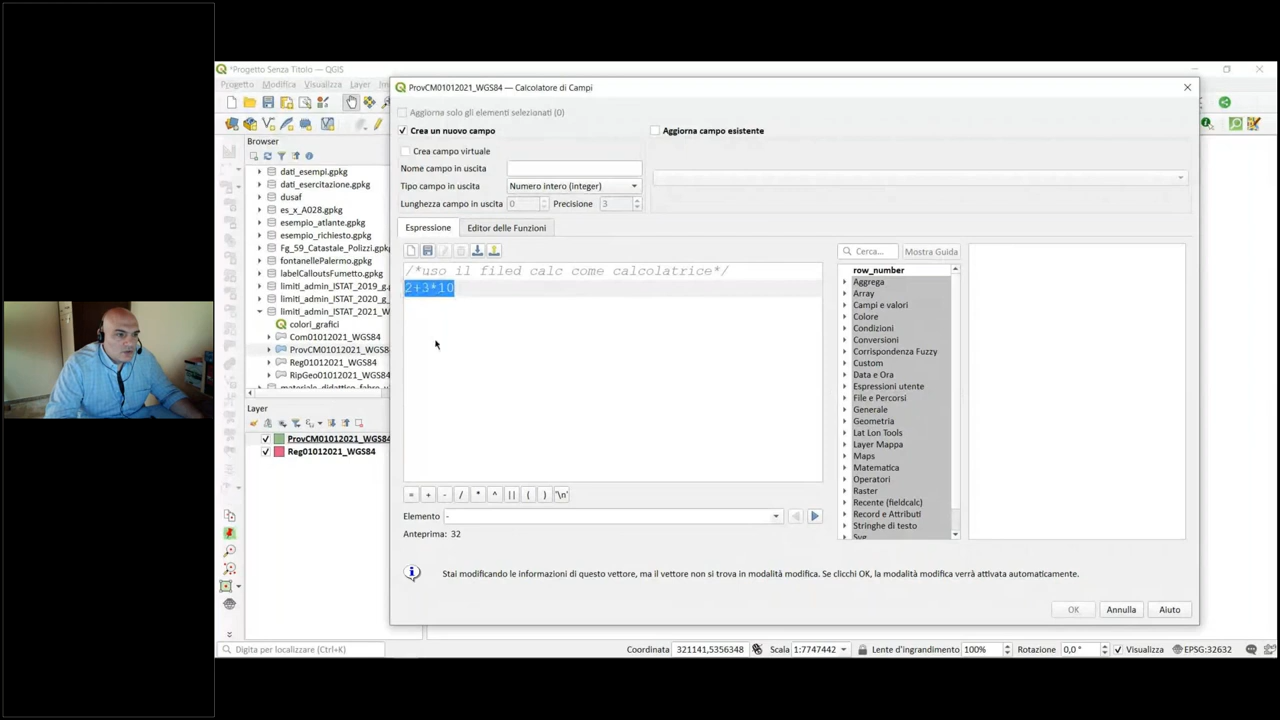 *Progetto Senza Titolo — QGIS
Progetto Modifica Visualizza Layer
Browser
dati_esempi.gpkg
dati_esercitazione.gpkg
dusaf
es_x_A028.gpkg
esempio_atlante.gpkg
esempio_richiesto.gpkg
Fg_59_Catastale_Polizzi.gpk
fontanellePalermo.gpkg
labelCalloutsFumetto.gpkg
limiti_admin_ISTAT_2019_g
limiti_admin_ISTAT_2020_g
limiti_admin_ISTAT_2021_W
colori_grafici
Com01012021_WGS84
ProvCM01012021_WGS8
Reg01012021_WGS84
RipGeo01012021_WGS84
Layer
ProvCM01012021_WGS84
Reg01012021_WGS84
ProvCM01012021_WGS84 — Calcolatore di Campi
Aggiorna solo gli elementi selezionati (0)
Crea un nuovo campo
Aggiorna campo esistente
Crea campo virtuale
Nome campo in uscita
Tipo campo in uscita Numero intero (integer)
Lunghezza campo in uscita 0 Precisione 3
Espressione Editor delle Funzioni
/*uso il filed calc come calcolatrice*/
2+3*10
= + - / * ^ || ( ) '\n'
Elemento -
Anteprima: 32
Cerca... Mostra Guida
row_number
Aggrega
Array
Campi e valori
Colore
Condizioni
Conversioni
Corrispondenza Fuzzy
Custom
Data e Ora
Espressioni utente
File e Percorsi
Generale
Geometria
Lat Lon Tools
Layer Mappa
Maps
Matematica
Operatori
Raster
Recente (fieldcalc)
Record e Attributi
Stringhe di testo
Stai modificando le informazioni di questo vettore, ma il vettore non si trova in modalità modifica. Se clicchi OK, la modalità modifica verrà attivata automaticamente.
OK Annulla Aiuto
Digita per localizzare (Ctrl+K) Coordinata 321141,5356348 Scala 1:7747442 Lente d'ingrandimento 100% Rotazione 0,0 ° Visualizza EPSG:32632